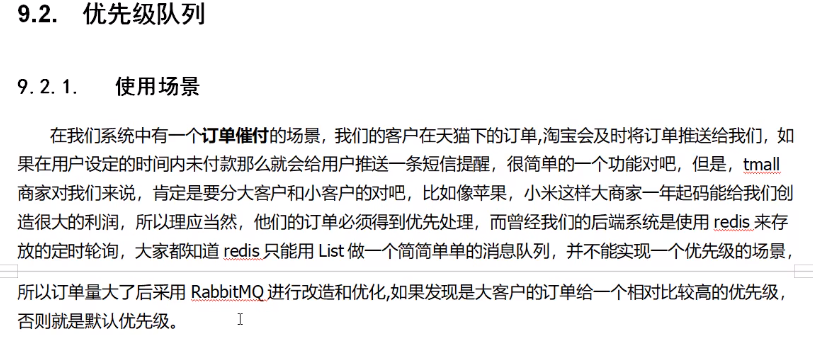 9.2. 优先级队列
9.2.1. 使用场景
在我们系统中有一个订单催付的场景，我们的客户在天猫下的订单,淘宝会及时将订单推送给我们，如
果在用户设定的时间内未付款那么就会给用户推送一条短信提醒，很简单的一个功能对吧，但是，tmall
商家对我们来说，肯定是要分大客户和小客户的对吧，比如像苹果，小米这样大商家一年起码能给我们创
造很大的利润，所以理应当然，他们的订单必须得到优先处理，而曾经我们的后端系统是使用 redis 来存
放的定时轮询，大家都知道 redis 只能用 List 做一个简简单单的消息队列，并不能实现一个优先级的场景，
所以订单量大了后采用 RabbitMQ 进行改造和优化,如果发现是大客户的订单给一个相对比较高的优先级，
否则就是默认优先级。